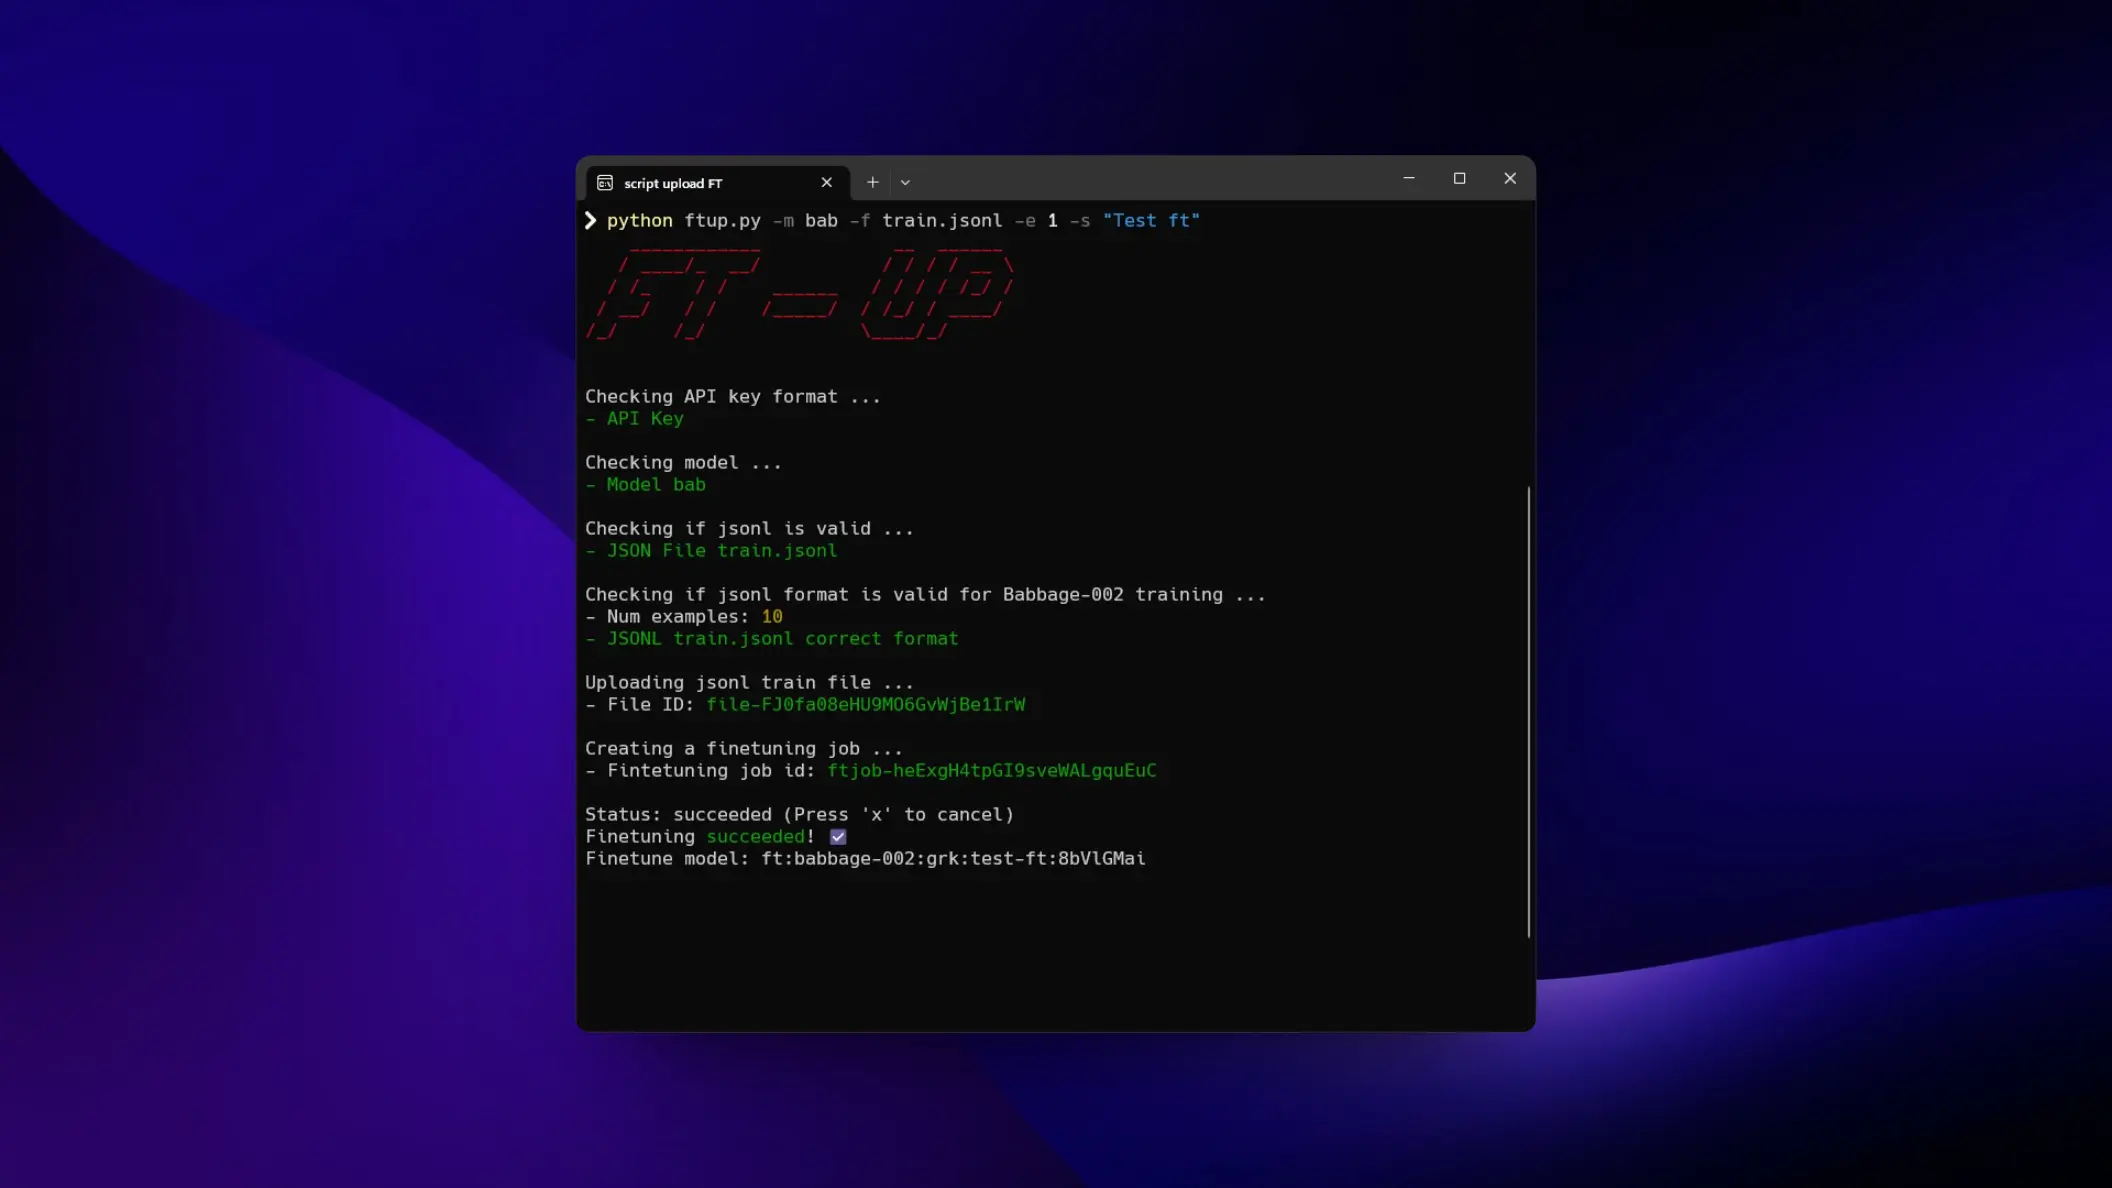 script upload FT
python ftup.py -m bab -f train.jsonl -e 1 -s "Test ft"
FT-UP
Checking API key format ...
- API Key
Checking model ...
- Model bab
Checking if jsonl is valid ...
- JSON File train.jsonl
Checking if jsonl format is valid for Babbage-002 training ...
- Num examples: 10
- JSONL train.jsonl correct format
Uploading jsonl train file ...
- File ID: file-FJ0fa08eHU9MO6GvWjBe1IrW
Creating a finetuning job ...
- Fintetuning job id: ftjob-heExgH4tpGI9sveWALgquEuC
Status: succeeded (Press 'x' to cancel)
Finetuning succeeded! ☑
Finetune model: ft:babbage-002:grk:test-ft:8bVlGMai